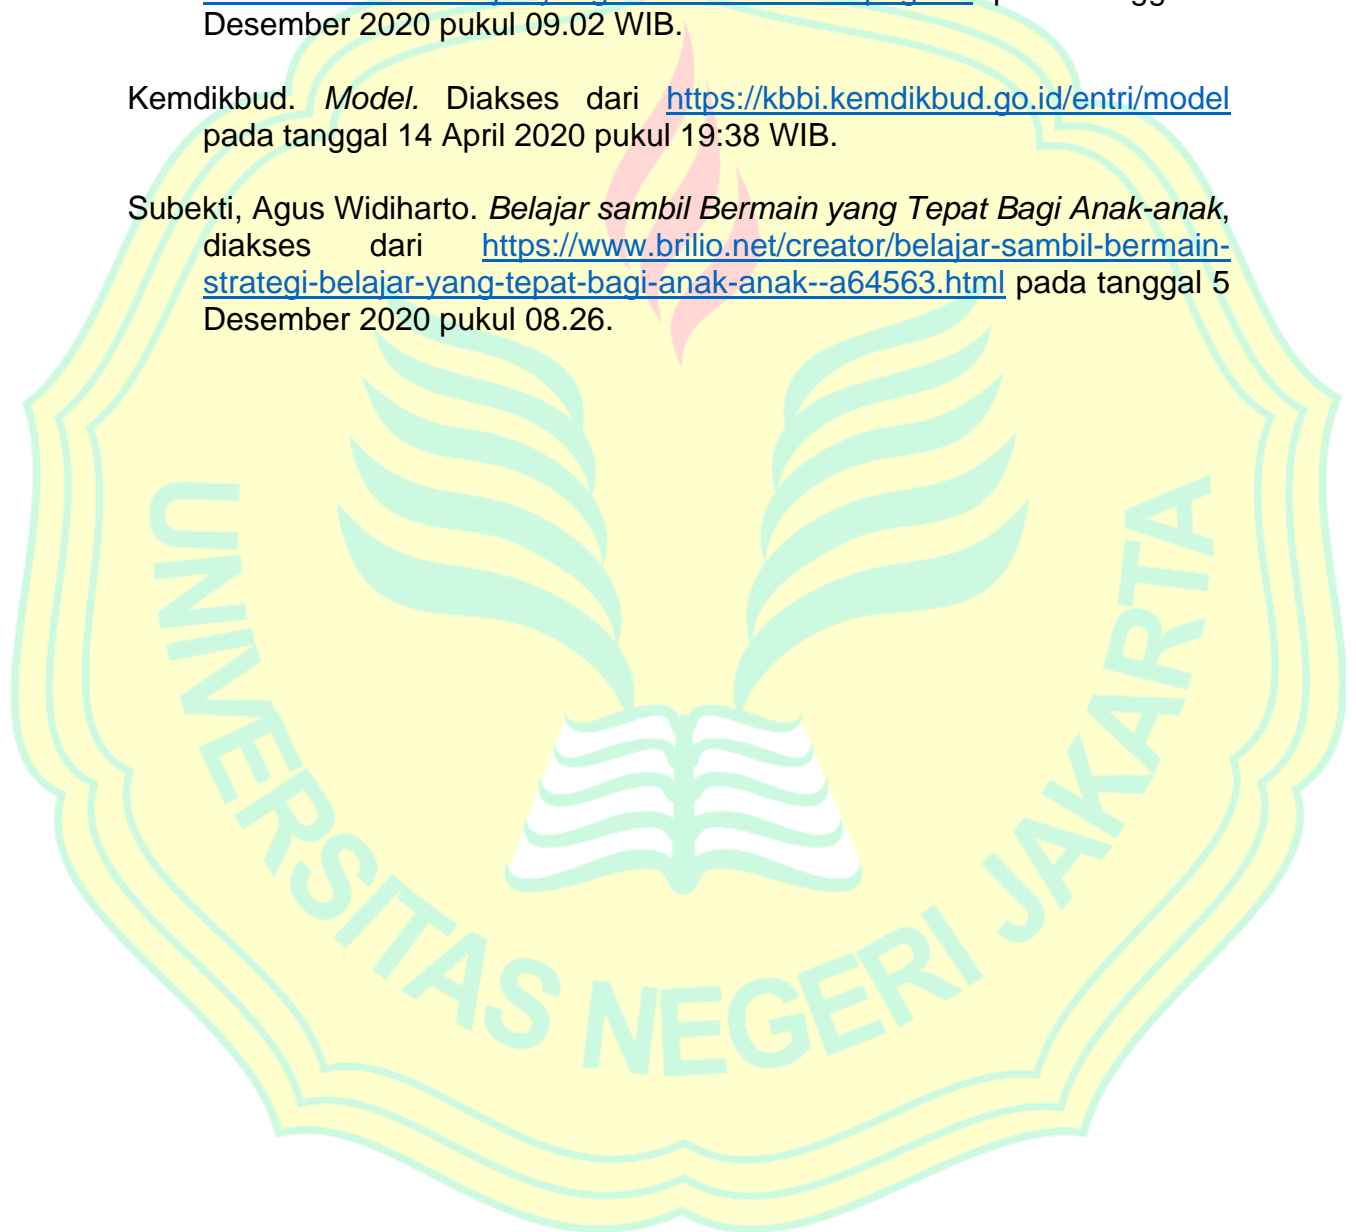 Desember 2020 pukul 09.02 WIB.
Kemdikbud. Model. Diakses dari https://kbbi.kemdikbud.go.id/entri/model
pada tanggal 14 April 2020 pukul 19:38 WIB.
Subekti, Agus Widiharto. Belajar sambil Bermain yang Tepat Bagi Anak-anak,
diakses dari https://www.brilio.net/creator/belajar-sambil-bermain-
strategi-belajar-yang-tepat-bagi-anak-anak--a64563.html pada tanggal 5
Desember 2020 pukul 08.26.
UNIVERSITAS NEGERI JAKARTA